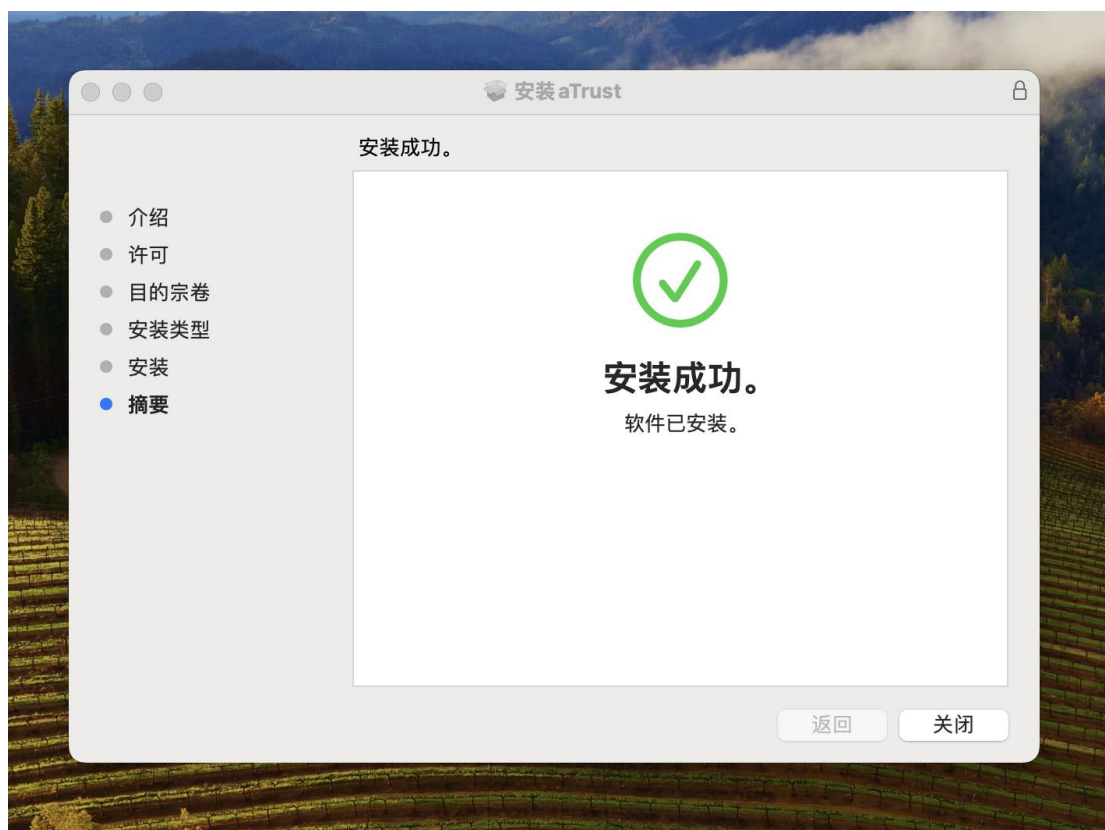 安装 aTrust
安装成功。
介绍
许可
目的宗卷
安装类型
安装
摘要
安装成功。
软件已安装。
返回
关闭